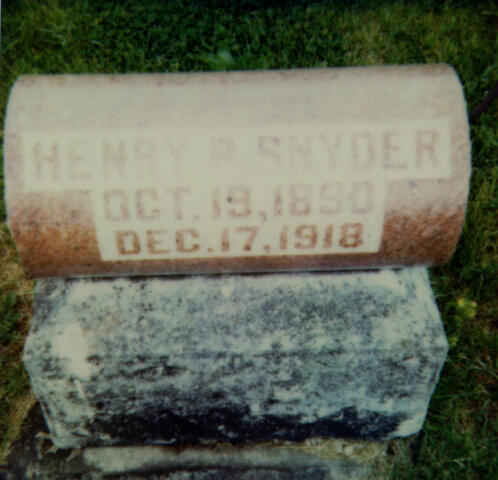 HENRY R. SNYDER
OCT. 19, 1890
DEC. 17, 1918